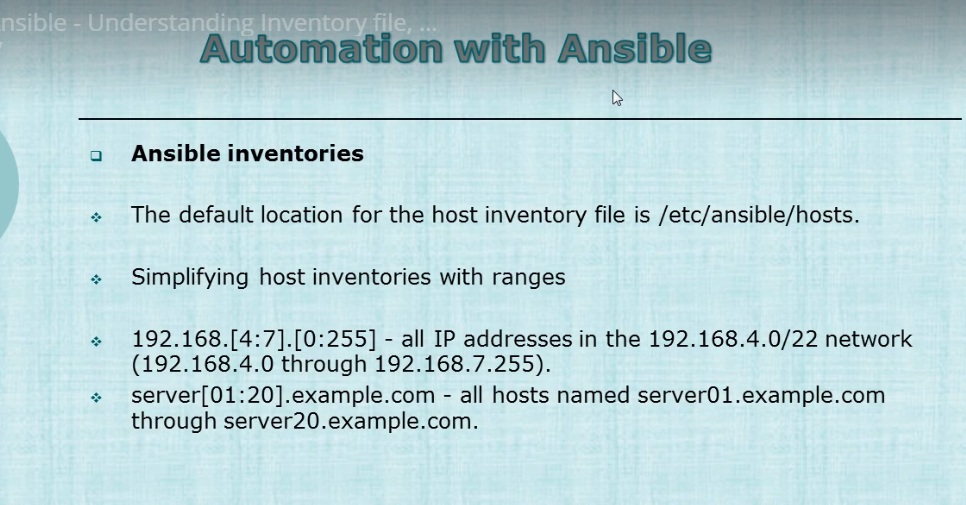 nsible - Understanding Inventory file, ...
Automation with Ansible
Ansible inventories
The default location for the host inventory file is /etc/ansible/hosts.
Simplifying host inventories with ranges
192.168.[4:7].[0:255] - all IP addresses in the 192.168.4.0/22 network
(192.168.4.0 through 192.168.7.255).
server[01:20].example.com - all hosts named server01.example.com
through server20.example.com.